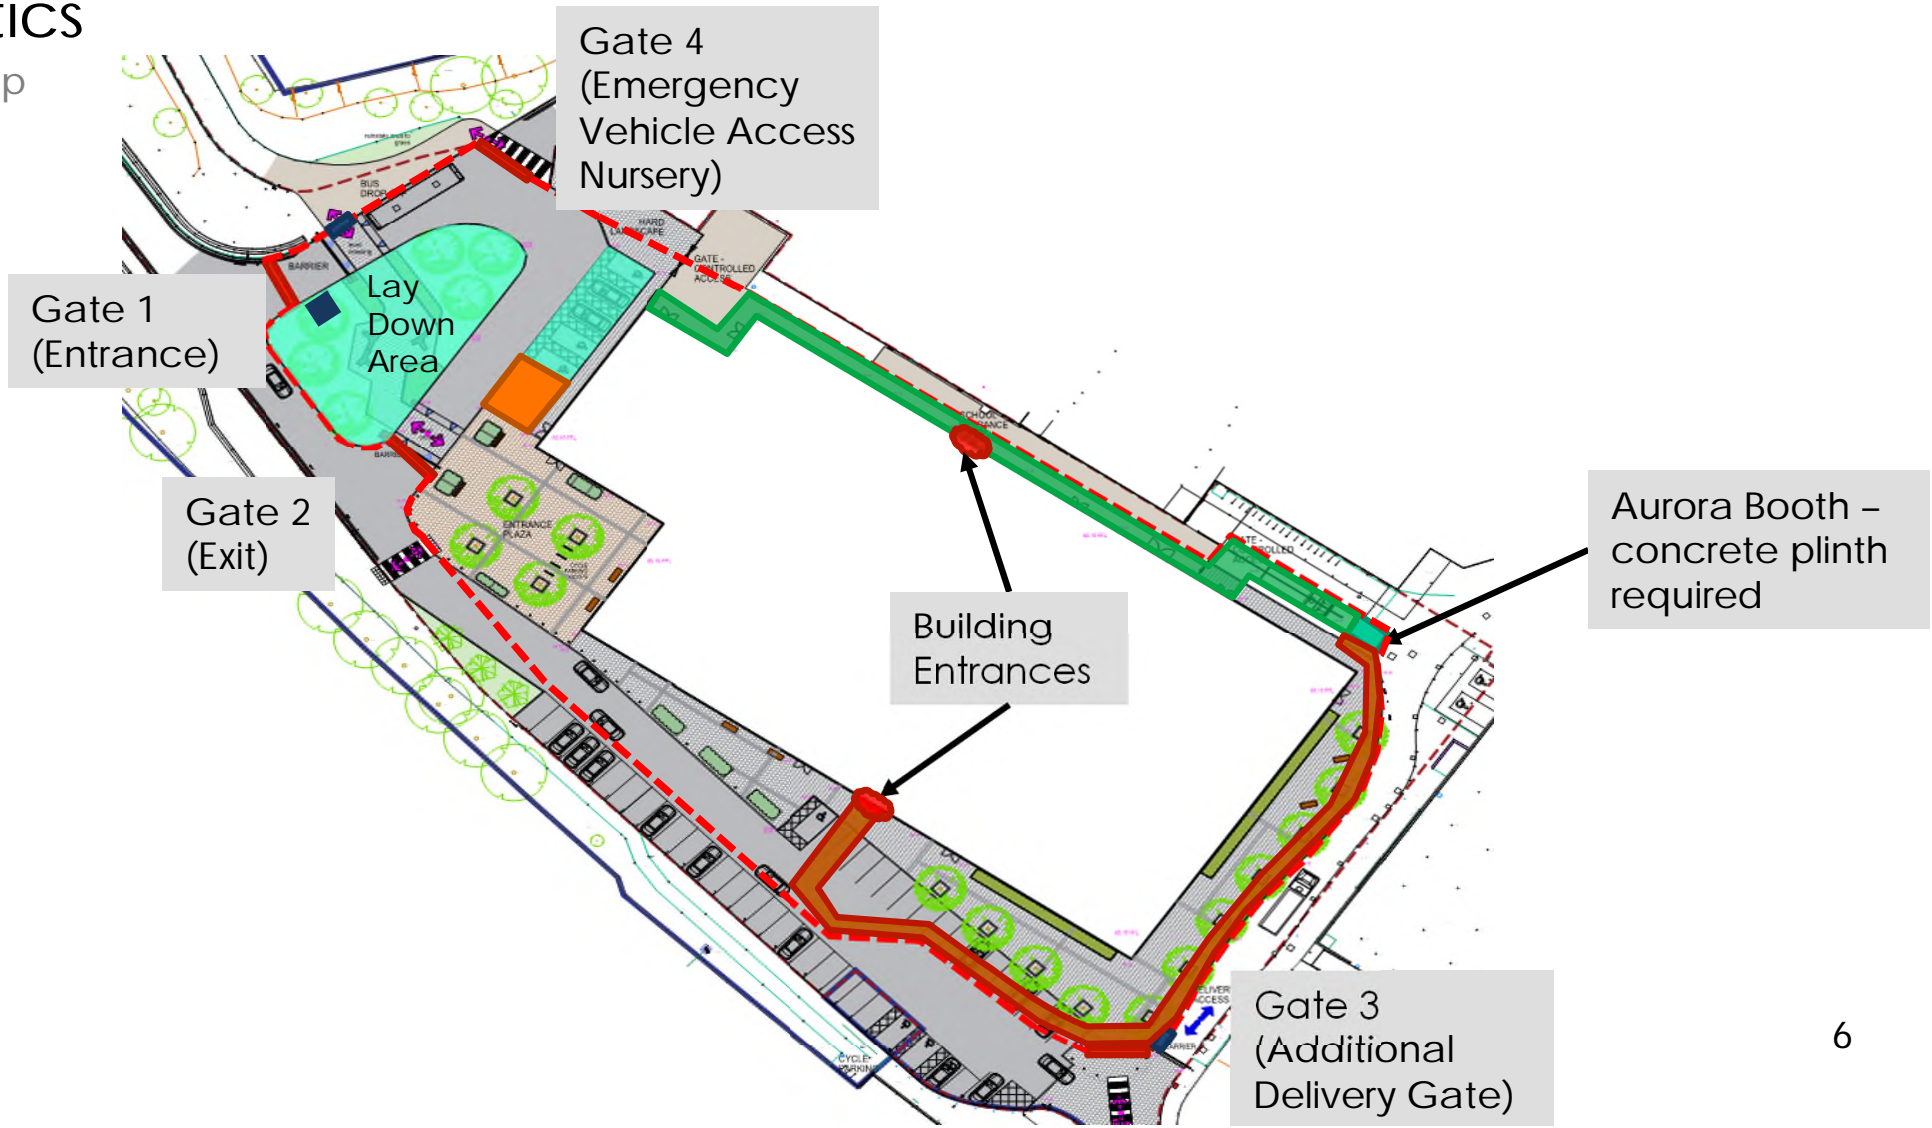 tics
p
Gate 4
(Emergency
Vehicle Access
Nursery)
BUS
DROP
HARD
LANDSCAPE
GATE -
CONTROLLED
ACCESS
BARRIER
Lay
Down
Area
Gate 1
(Entrance)
Gate 2
(Exit)
ENTRANCE
PLAZA
SCHOOL
Building
Entrances
Aurora Booth –
concrete plinth
required
Gate 3
(Additional
Delivery Gate)
CYCLE
PARKING
6